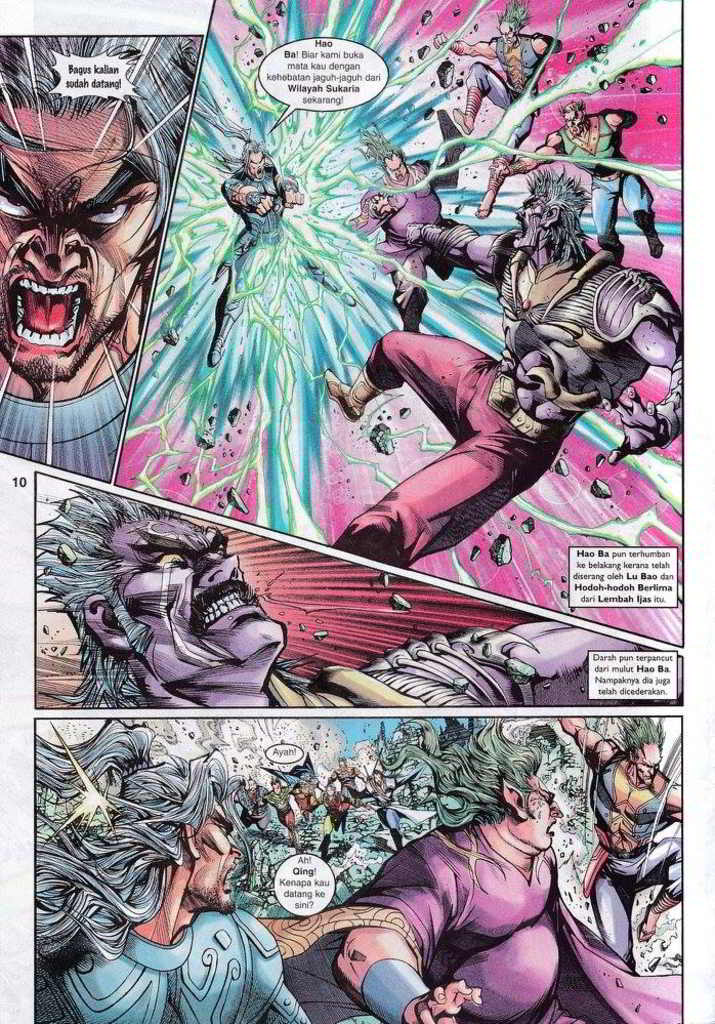 Bagus kalian
sudah datang!
Hao
Ba! Biar kami buka
mata kau dengan
kehebatan jaguh-jaguh dari
Wilayah Sukaria
sekarang!
10
Hao Ba pun terhumban
ke belakang kerana telah
diserang oleh Lu Bao dan
Hodoh-hodoh Berlima
dari Lembah Ijas itu.
Darah pun terpancut
dari mulut Hao Ba.
Nampaknya dia juga
telah dicederakan.
Ayah!
Ah!
Qing!
Kenapa kau
datang ke
sini?